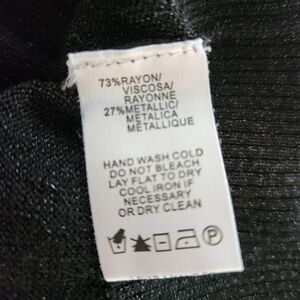 73%RAYON/
VISCOSA/
RAYONNE
27%METALLIC/
METALICA
METALLIQUE
HAND WASH COLD
DO NOT BLEACH
LAY FLAT TO DRY
COOL IRON IF
NECESSARY
OR DRY CLEAN
P